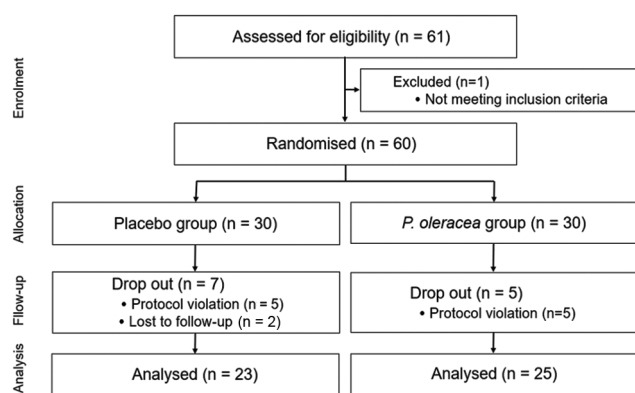 Enrolment
Assessed for eligibility (n = 61)
Excluded (n=1)
• Not meeting inclusion criteria
Randomised (n = 60)
Allocation
Placebo group (n = 30)
P. oleracea group (n = 30)
Fllow-up
Drop out (n = 7)
• Protocol violation (n = 5)
• Lost to follow-up (n = 2)
Drop out (n = 5)
• Protocol violation (n=5)
Analysis
Analysed (n = 23)
Analysed (n = 25)